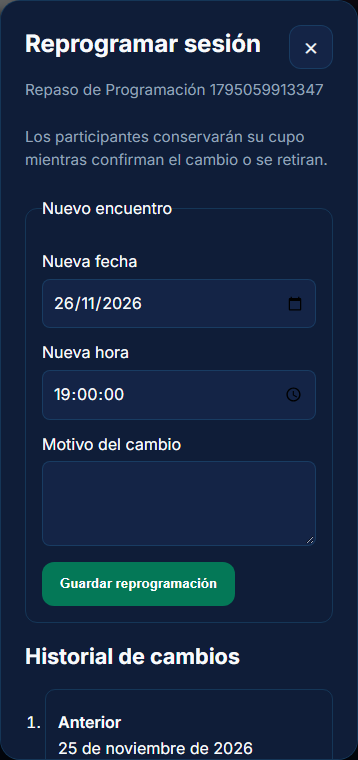 Reprogramar sesión
Repaso de Programación 1795059913347
Los participantes conservarán su cupo
mientras confirman el cambio o se retiran.
Nuevo encuentro
Nueva fecha
26/11/2026
Nueva hora
19:00:00
Motivo del cambio
Guardar reprogramación
Historial de cambios
1. Anterior
25 de noviembre de 2026